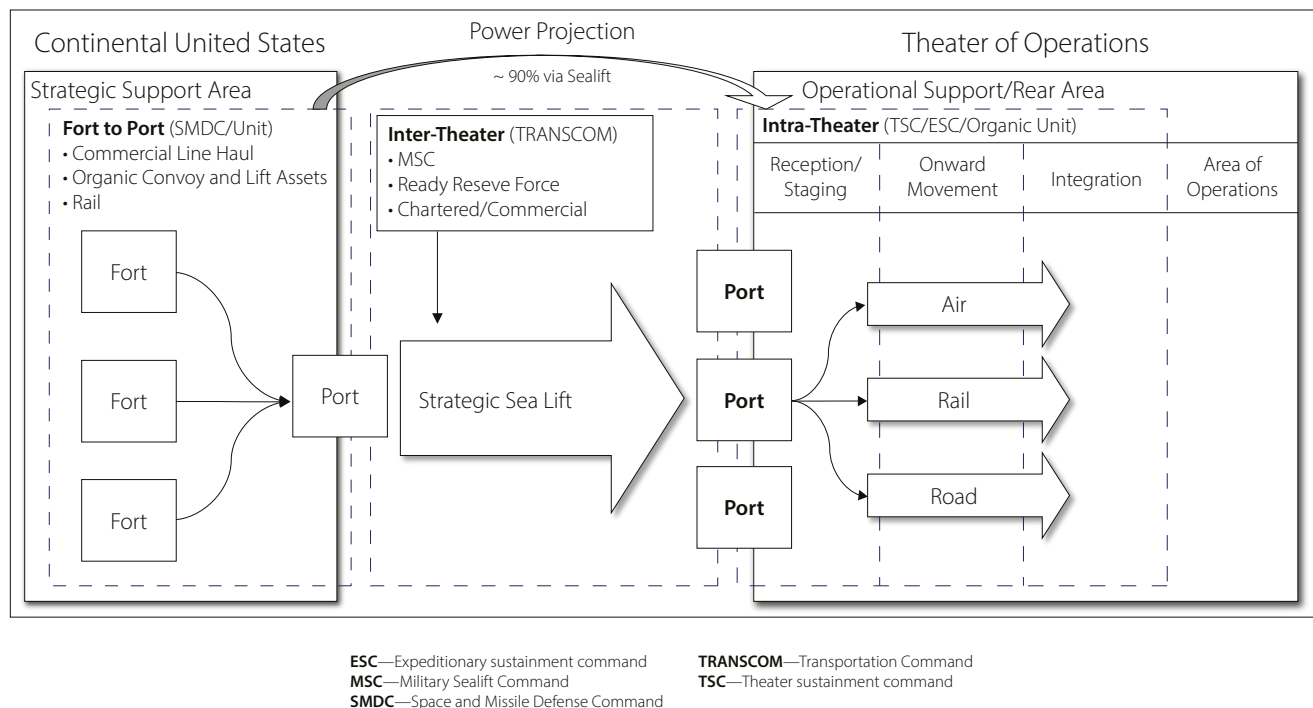 Continental United States
Power Projection
~ 90% via Sealift
Theater of Operations
Strategic Support Area
Fort to Port (SMDC/Unit)
• Commercial Line Haul
• Organic Convoy and Lift Assets
• Rail
Inter-Theater (TRANSCOM)
• MSC
• Ready Reseve Force
• Chartered/Commercial
Operational Support/Rear Area
Intra-Theater (TSC/ESC/Organic Unit)
Reception/
Staging
Onward
Movement
Integration
Area of
Operations
Fort
Fort
Fort
Port
Strategic Sea Lift
Port
Port
Port
Air
Rail
Road
ESC—Expeditionary sustainment command
MSC—Military Sealift Command
SMDC—Space and Missile Defense Command
TRANSCOM—Transportation Command
TSC—Theater sustainment command